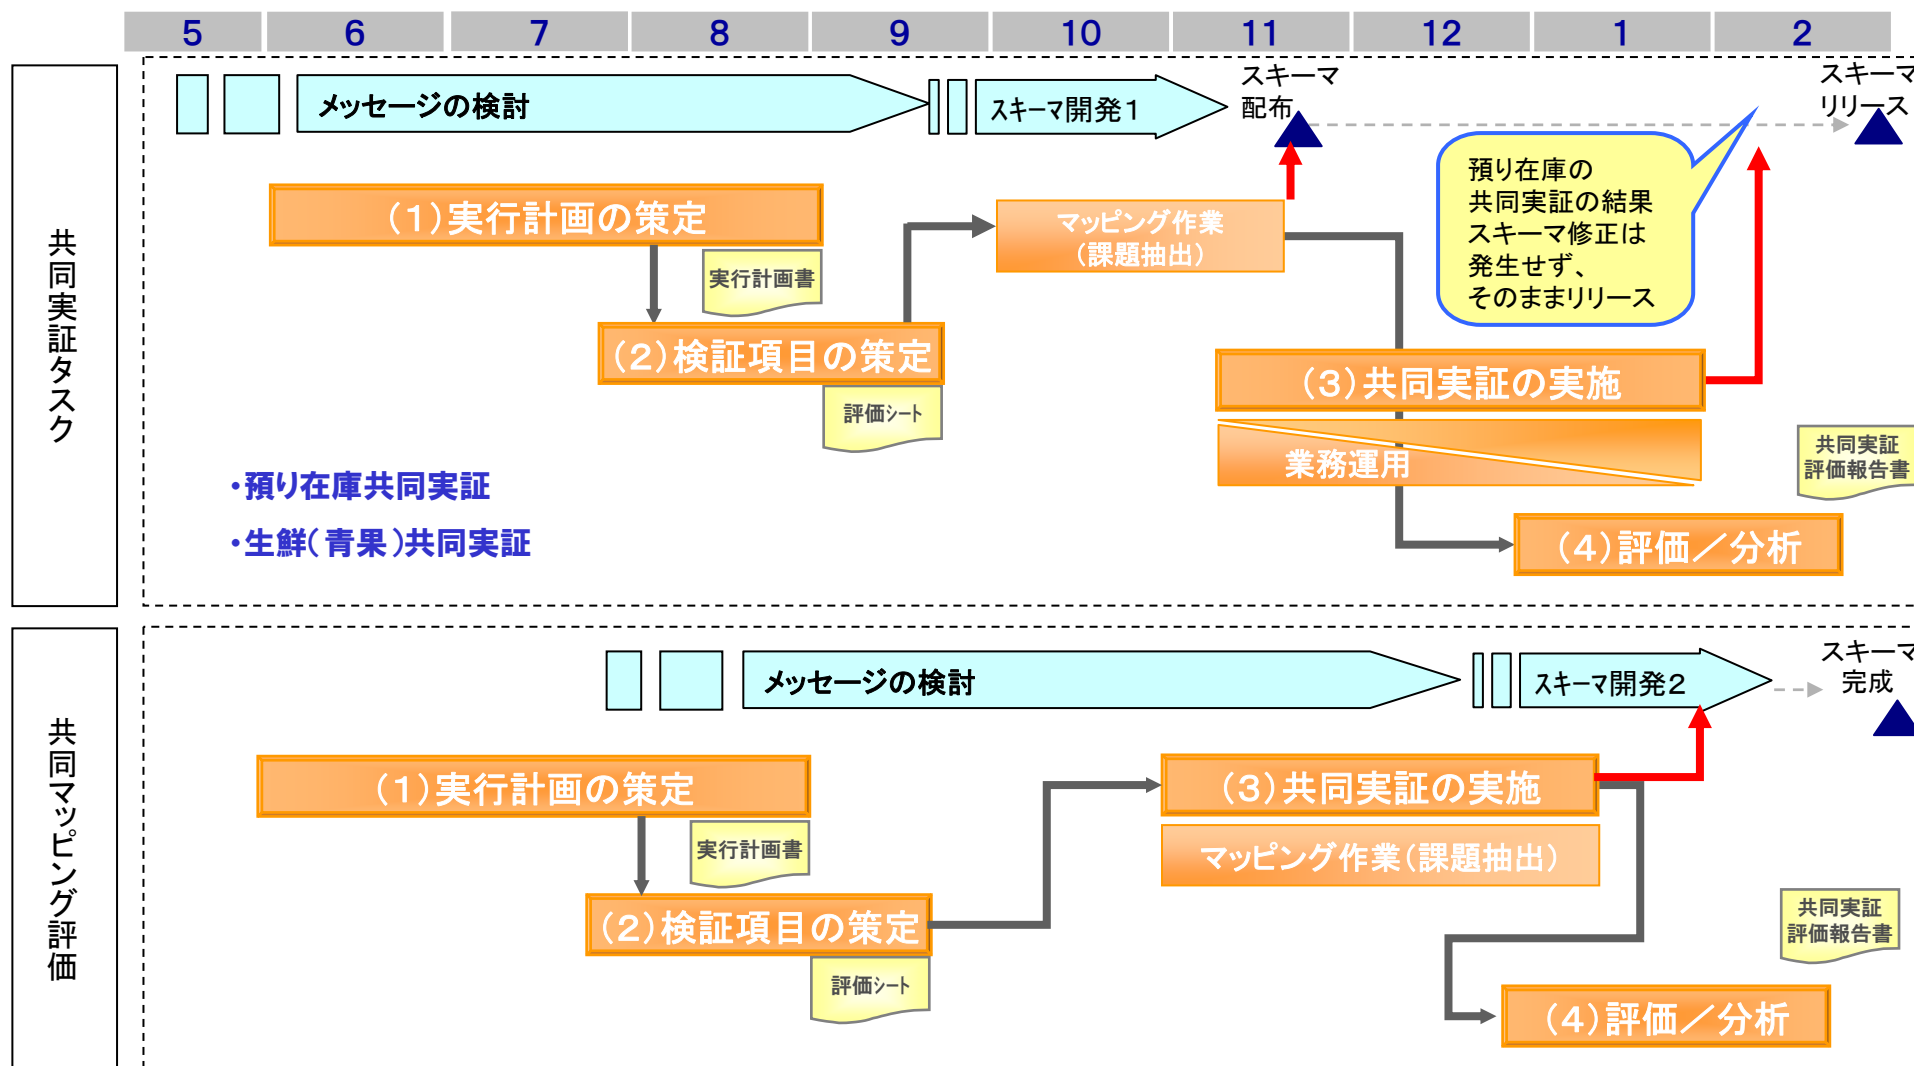 5 6 7 8 9 10 11 12 1 2
共同実証タスク
メッセージの検討
スキーマ開発1
スキーマ
配布
スキーマ
リリース
預り在庫の
共同実証の結果
スキーマ修正は
発生せず、
そのままリリース
(1)実行計画の策定
実行計画書
マッピング作業
(課題抽出)
(2)検証項目の策定
評価シート
(3)共同実証の実施
業務運用
共同実証
評価報告書
・預り在庫共同実証
・生鮮(青果)共同実証
(4)評価/分析
共同マッピング評価
メッセージの検討
スキーマ開発2
スキーマ
完成
(1)実行計画の策定
実行計画書
(3)共同実証の実施
マッピング作業(課題抽出)
(2)検証項目の策定
評価シート
共同実証
評価報告書
(4)評価/分析